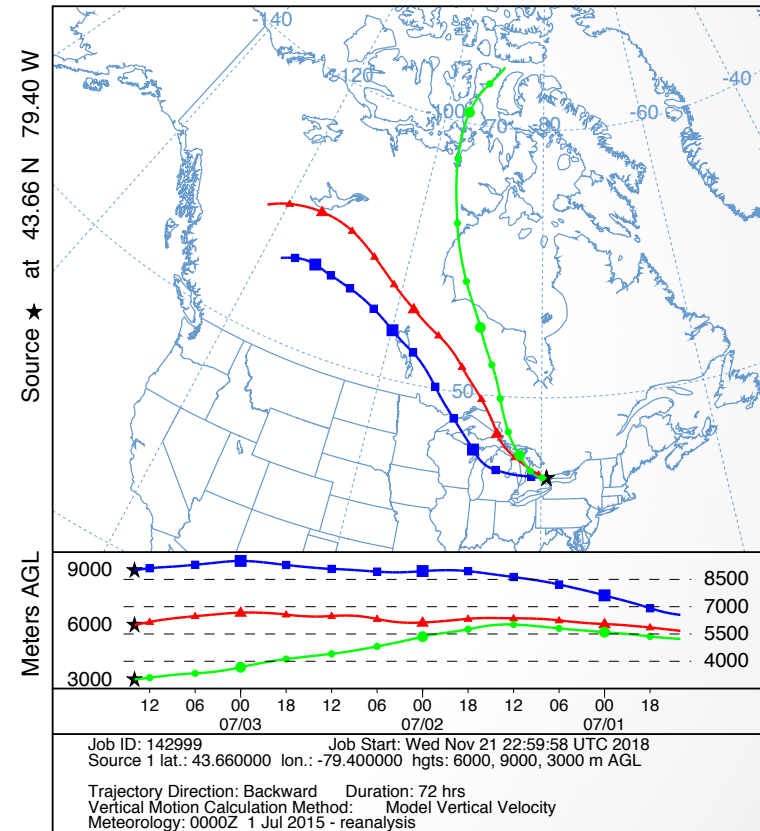 -140
-120
-100
-70
-80
-60
-40
50
Source ★ at 43.66 N 79.40 W
Meters AGL
9000
6000
3000
8500
7000
5500
4000
12 06 00 18 12 06 00 18 12 06 00 18
07/03 07/02 07/01
Job ID: 142999 Job Start: Wed Nov 21 22:59:58 UTC 2018
Source 1 lat.: 43.660000 lon.: -79.400000 hgts: 6000, 9000, 3000 m AGL
Trajectory Direction: Backward Duration: 72 hrs
Vertical Motion Calculation Method: Model Vertical Velocity
Meteorology: 0000Z 1 Jul 2015 - reanalysis